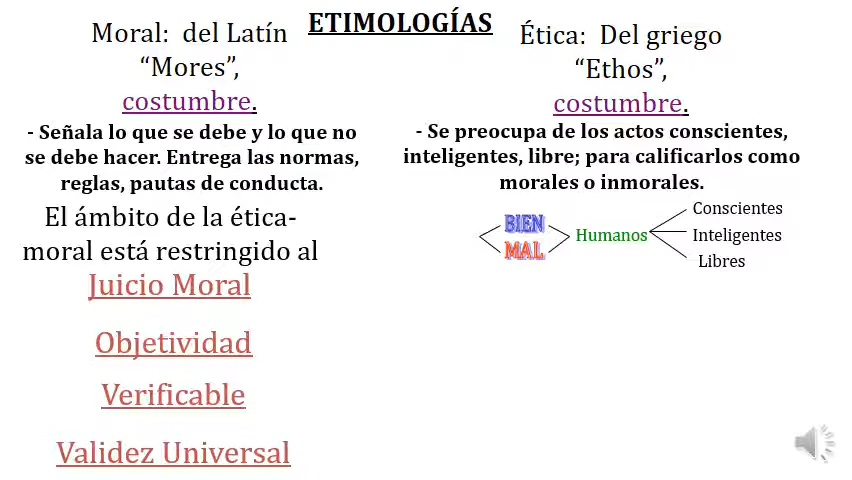 ETIMOLOGÍAS
Moral:  del Latín
“Mores”,
costumbre.
- Señala lo que se debe y lo que no
se debe hacer. Entrega las normas,
reglas, pautas de conducta.
El ámbito de la ética-
moral está restringido al
Juicio Moral
Objetividad
Verificable
Validez Universal
Ética:  Del griego
“Ethos”,
costumbre.
- Se preocupa de los actos conscientes,
inteligentes, libre; para calificarlos como
morales o inmorales.
BIEN
MAL
Humanos
Conscientes
Inteligentes
Libres